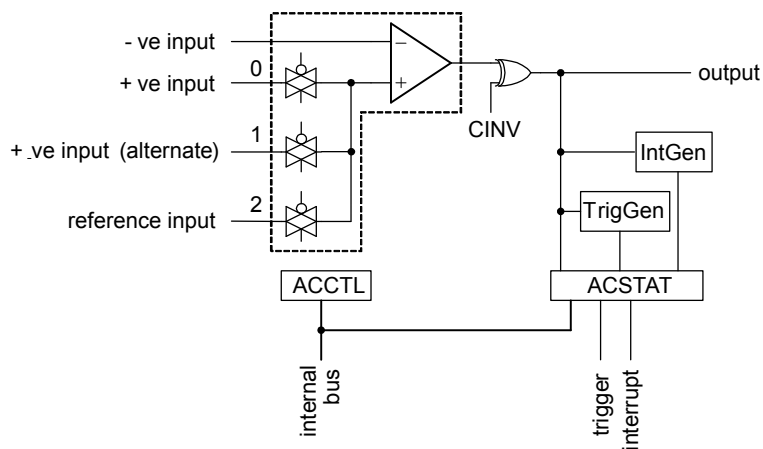 - ve input
0
+ ve input
output
CINV
1
+ ve input (alternate)
IntGen
2
reference input
TrigGen
ACCTL
ACSTAT
−
+
internal
bus
trigger
interrupt